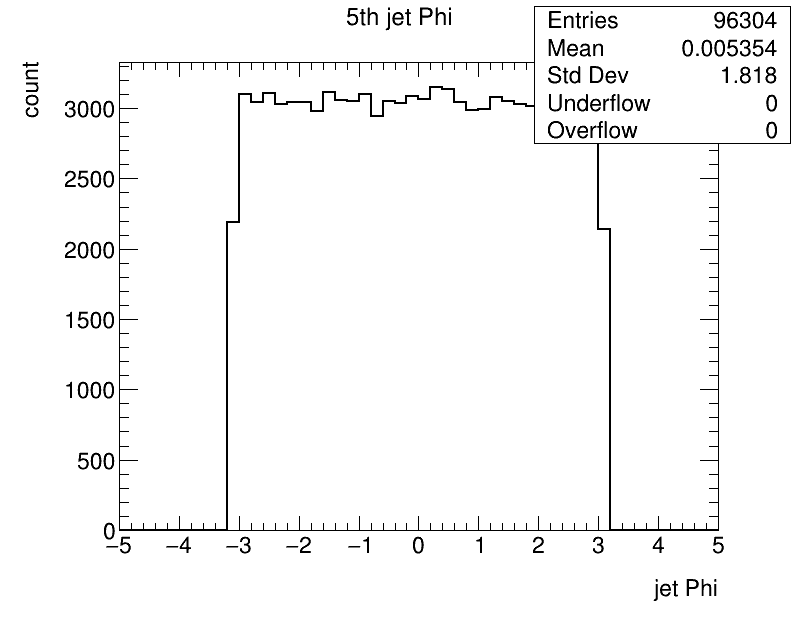 5th jet Phi
Entries 96304
Mean 0.005354
Std Dev 1.818
Underflow 0
Overflow 0
count
3000
2500
2000
1500
1000
500
0
−5 −4 −3 −2 −1 0 1 2 3 4 5
jet Phi